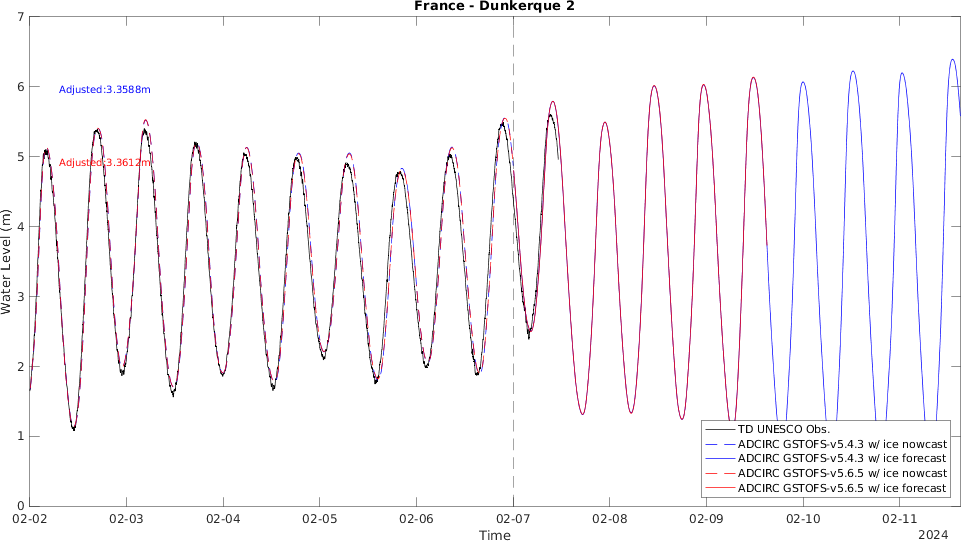 France - Dunkerque 2
7
6
5
4
3
2
1
0
Water Level (m)
Adjusted:3.3588m
Adjusted:3.3612m
TD UNESCO Obs.
ADCIRC GSTOFS-v5.4.3 w/ ice nowcast
ADCIRC GSTOFS-v5.4.3 w/ ice forecast
ADCIRC GSTOFS-v5.6.5 w/ ice nowcast
ADCIRC GSTOFS-v5.6.5 w/ ice forecast
02-02 02-03 02-04 02-05 02-06 02-07 02-08 02-09 02-10 02-11
Time
2024